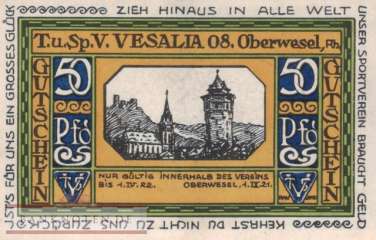 ZIEH HINAUS IN ALLE WELT
UNSER SPORTVEREIN BRAUCHT GELD
KEHRST DU NICHT ZU UNS ZURÜCK
IST'S FÜR UNS EIN GROSSES GLÜCK
T.u.Sp.V. VESALIA 08. Oberwesel, Rh.
50
Pfg
GUTSCHEIN
50
Pfg
GUTSCHEIN
NUR GÜLTIG INNERHALB DES VEREINS
BIS 1.IV.22. OBERWESEL, 1.IX.21.